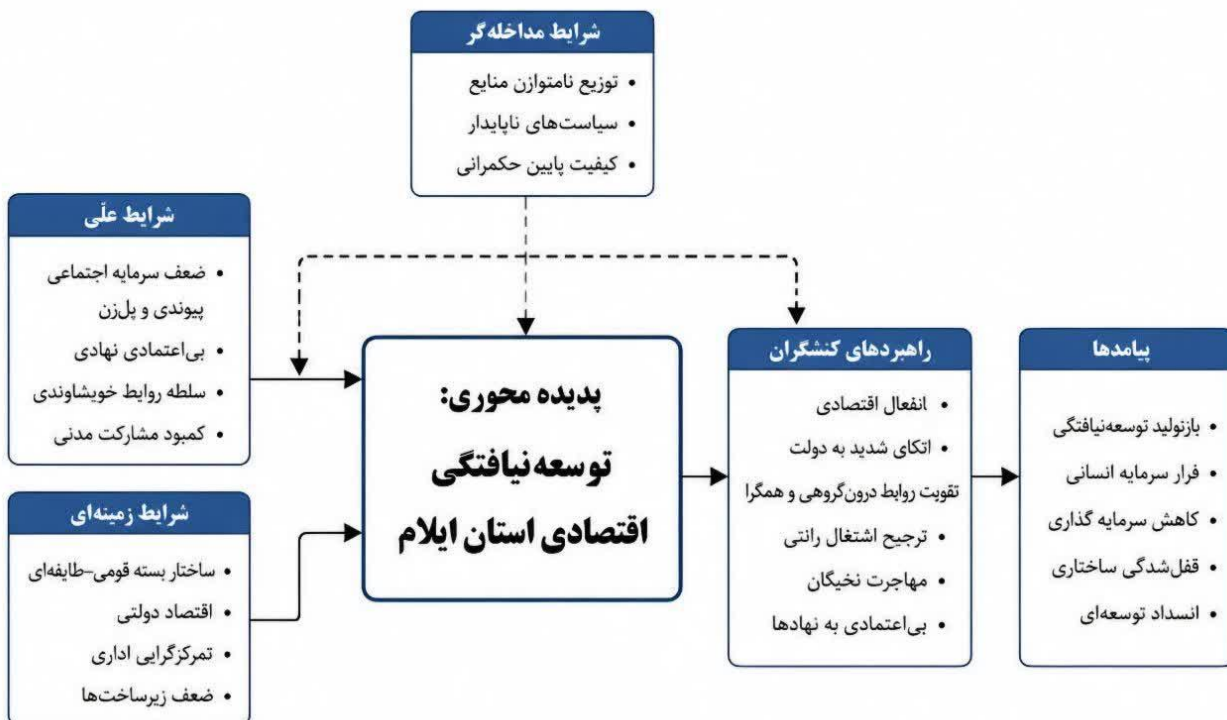 شرایط مداخله‌گر
• توزیع نامتوازن منابع
• سیاست‌های ناپایدار
• کیفیت پایین حکمرانی
شرایط علّی
• ضعف سرمایه اجتماعی
پیوندی و پل‌زن
• بی‌اعتمادی نهادی
• سلطه روابط خویشاوندی
• کمبود مشارکت مدنی
شرایط زمینه‌ای
• ساختار بسته قومی–طایفه‌ای
• اقتصاد دولتی
• تمرکزگرایی اداری
• ضعف زیرساخت‌ها
پدیده محوری:
توسعه‌نیافتگی
اقتصادی استان ایلام
راهبردهای کنشگران
• انفعال اقتصادی
• اتکای شدید به دولت
تقویت روابط درون‌گروهی و همگرا
• ترجیح اشتغال رانتی
• مهاجرت نخبگان
• بی‌اعتمادی به نهادها
پیامدها
• بازتولید توسعه‌نیافتگی
• فرار سرمایه انسانی
• کاهش سرمایه گذاری
• قفل‌شدگی ساختاری
• انسداد توسعه‌ای